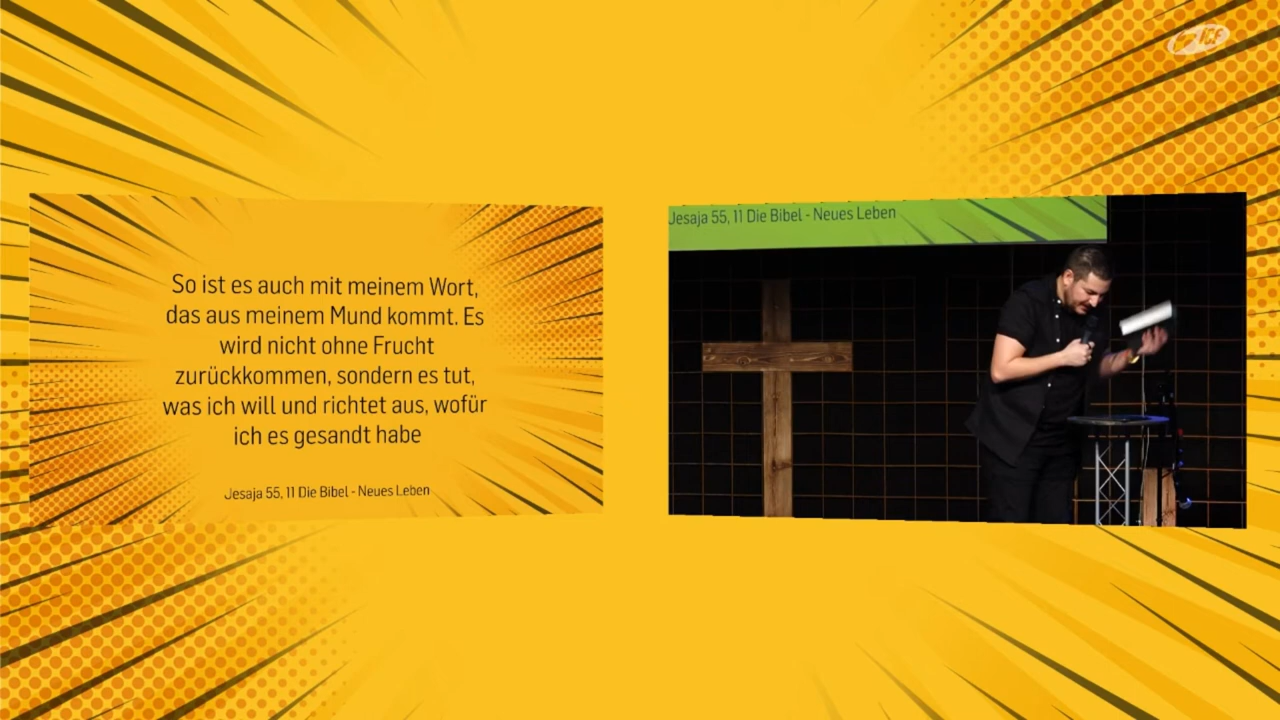 ICF
So ist es auch mit meinem Wort,
das aus meinem Mund kommt. Es
wird nicht ohne Frucht
zurückkommen, sondern es tut,
was ich will und richtet aus, wofür
ich es gesandt habe
Jesaja 55, 11 Die Bibel - Neues Leben
Jesaja 55, 11 Die Bibel - Neues Leben